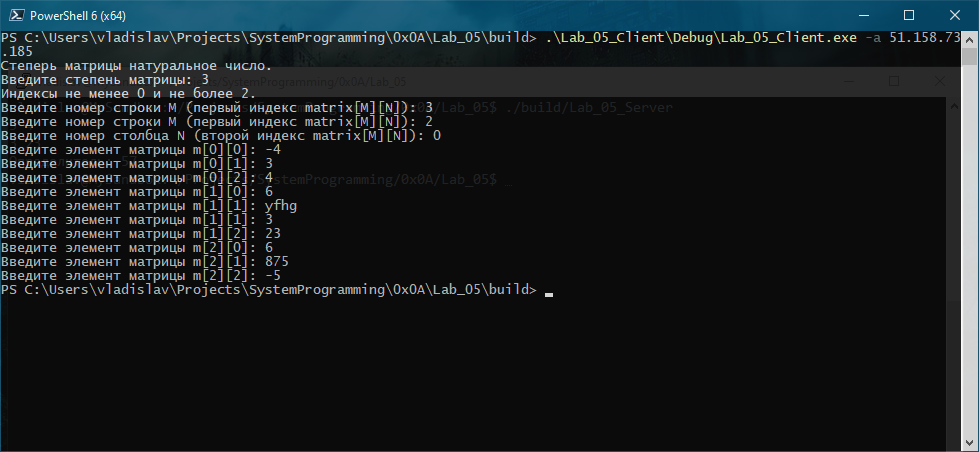 PowerShell 6 (x64)
PS C:\Users\vladislav\Projects\SystemProgramming\0x0A\Lab_05\build> .\Lab_05_Client\Debug\Lab_05_Client.exe -a 51.158.73
.185
Степерь матрицы натуральное число.
Введите степень матрицы: 3
Индексы не менее 0 и не более 2.
Введите номер строки M (первый индекс matrix[M][N]): 3
Введите номер строки M (первый индекс matrix[M][N]): 2
Введите номер столбца N (второй индекс matrix[M][N]): 0
Введите элемент матрицы m[0][0]: -4
Введите элемент матрицы m[0][1]: 3
Введите элемент матрицы m[0][2]: 4
Введите элемент матрицы m[1][0]: 6
Введите элемент матрицы m[1][1]: yfhg
Введите элемент матрицы m[1][1]: 3
Введите элемент матрицы m[1][2]: 23
Введите элемент матрицы m[2][0]: 6
Введите элемент матрицы m[2][1]: 875
Введите элемент матрицы m[2][2]: -5
PS C:\Users\vladislav\Projects\SystemProgramming\0x0A\Lab_05\build>